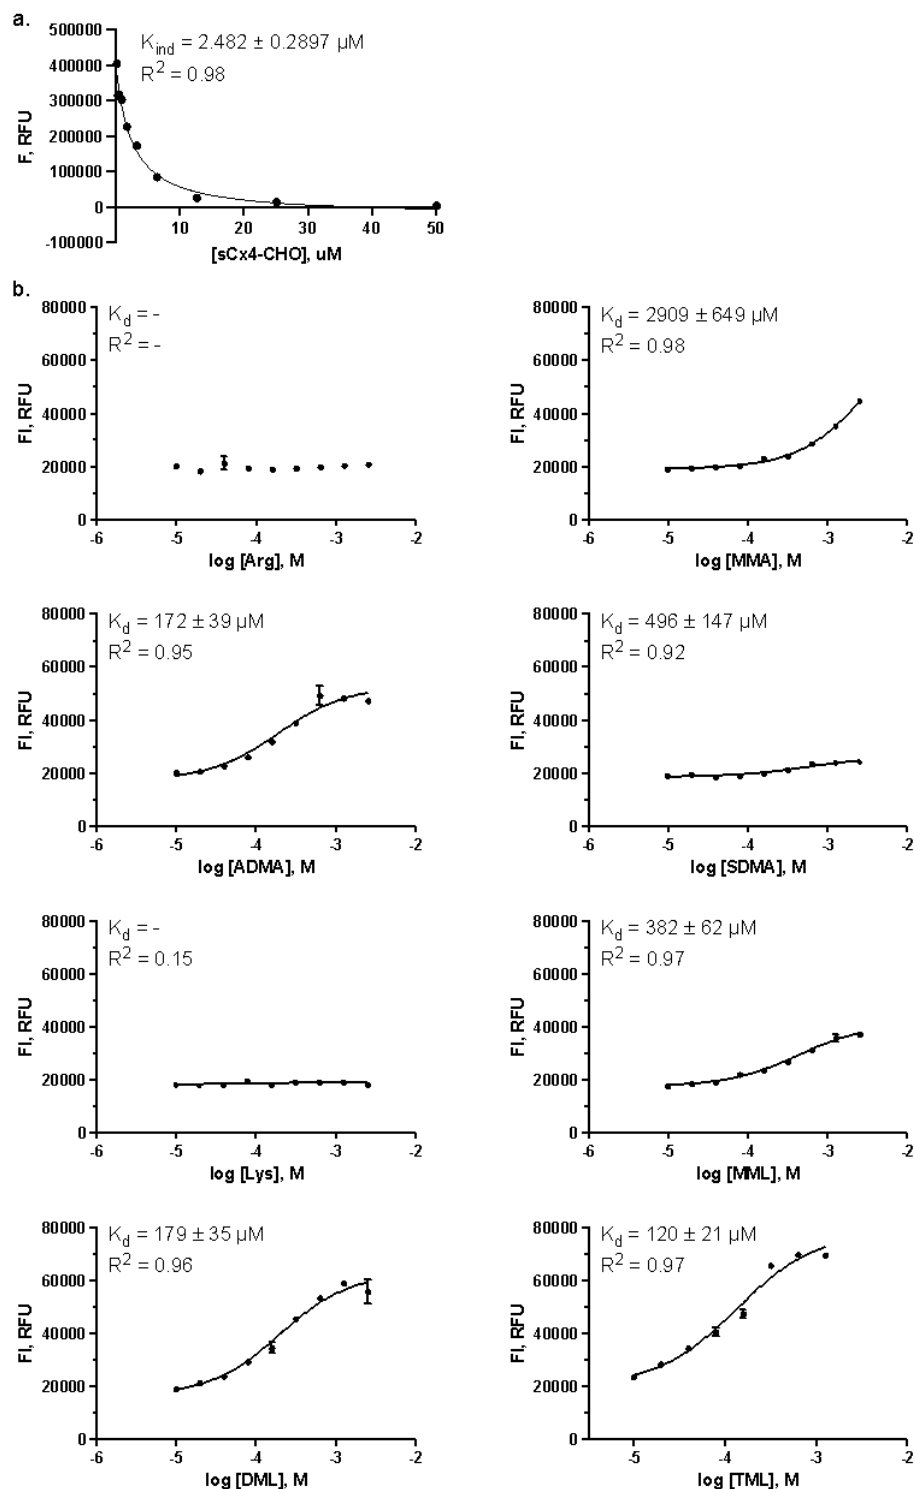 a.
500000
400000
300000
200000
100000
0
-100000
F, RFU
K_ind = 2.482 ± 0.2897 µM
R² = 0.98
10 20 30 40 50
[sCx4-CHO], uM
b.
80000
60000
40000
20000
0
FI, RFU
K_d = -
R² = -
-6 -5 -4 -3 -2
log [Arg], M
80000
60000
40000
20000
0
FI, RFU
K_d = 2909 ± 649 µM
R² = 0.98
-6 -5 -4 -3 -2
log [MMA], M
80000
60000
40000
20000
0
FI, RFU
K_d = 172 ± 39 µM
R² = 0.95
-6 -5 -4 -3 -2
log [ADMA], M
80000
60000
40000
20000
0
FI, RFU
K_d = 496 ± 147 µM
R² = 0.92
-6 -5 -4 -3 -2
log [SDMA], M
80000
60000
40000
20000
0
FI, RFU
K_d = -
R² = 0.15
-6 -5 -4 -3 -2
log [Lys], M
80000
60000
40000
20000
0
FI, RFU
K_d = 382 ± 62 µM
R² = 0.97
-6 -5 -4 -3 -2
log [MML], M
80000
60000
40000
20000
0
FI, RFU
K_d = 179 ± 35 µM
R² = 0.96
-6 -5 -4 -3 -2
log [DML], M
80000
60000
40000
20000
0
FI, RFU
K_d = 120 ± 21 µM
R² = 0.97
-5 -4 -3 -2
log [TML], M